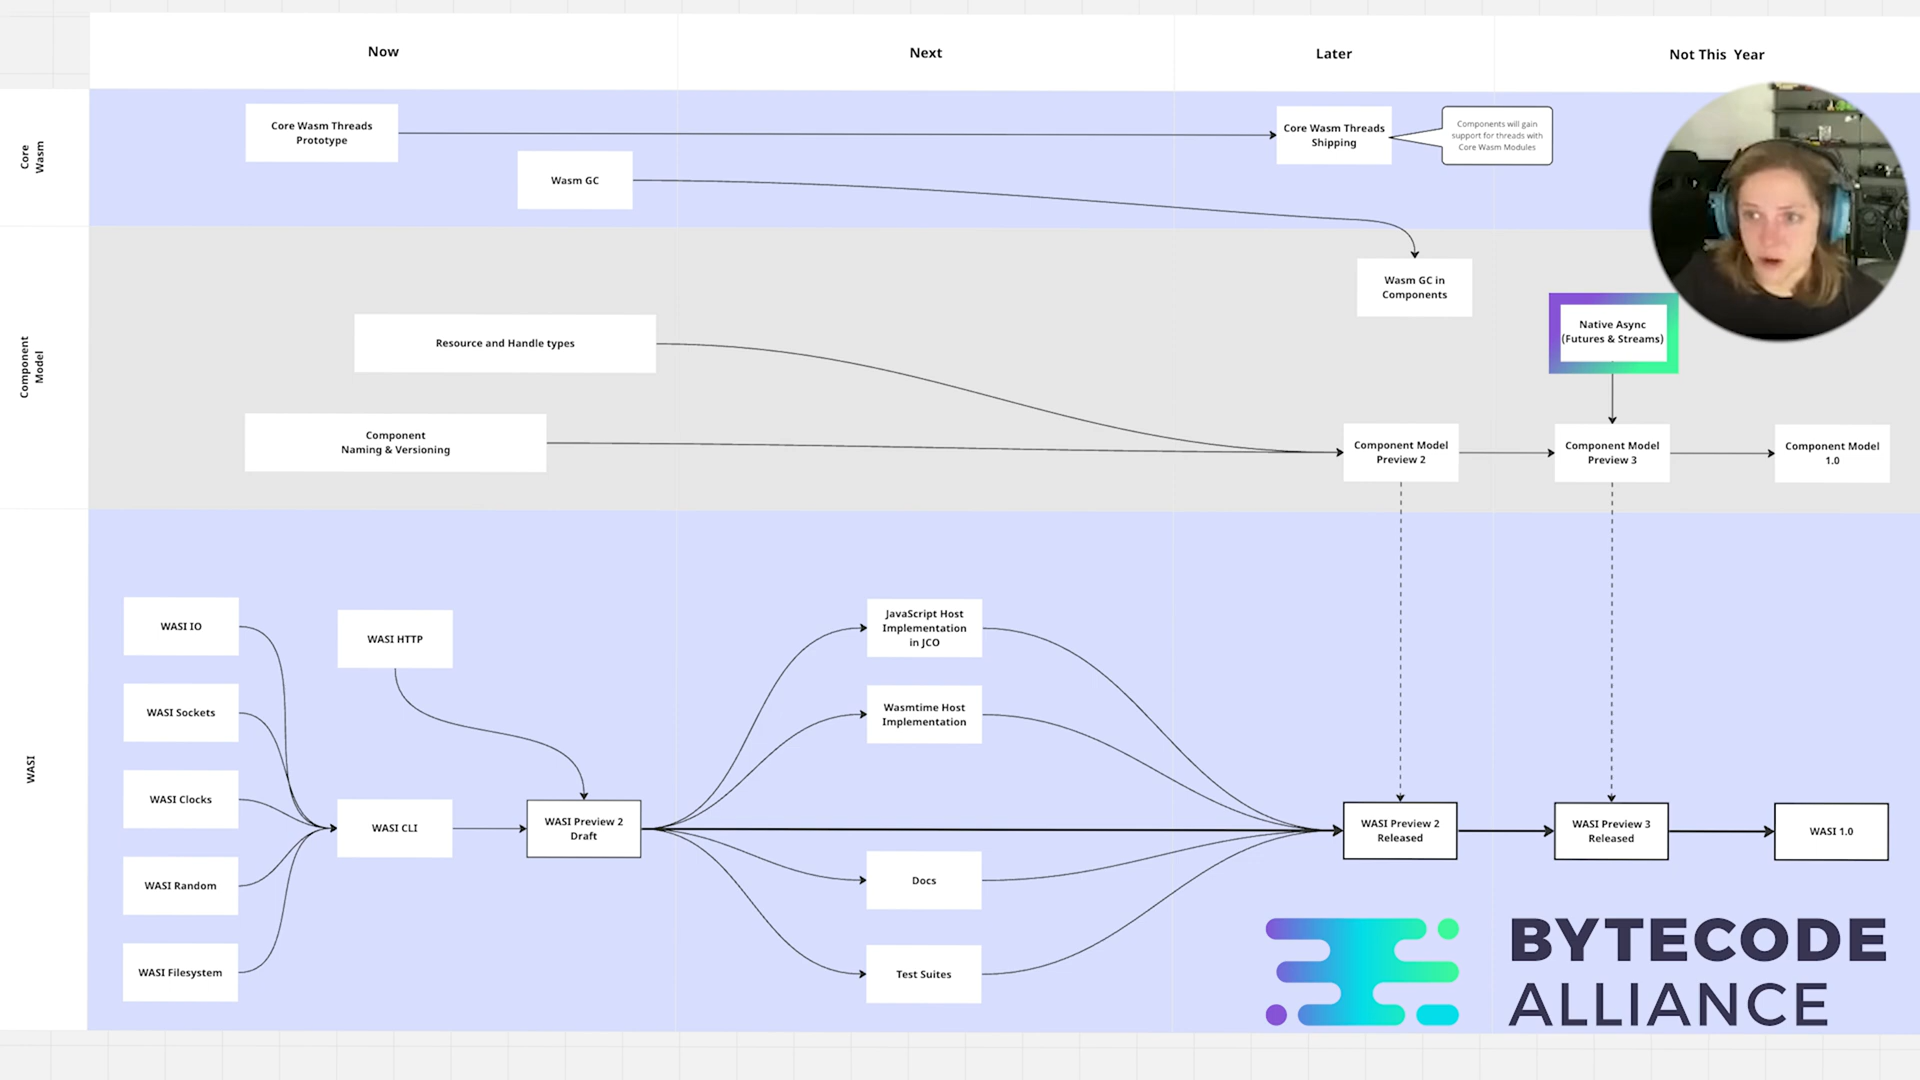 Now
Next
Later
Not This Year
Core
Wasm
Core Wasm Threads
Prototype
Core Wasm Threads
Shipping
Components will gain
support for threads with
Core Wasm Modules
Wasm GC
Component
Model
Wasm GC in
Components
Native Async
(Futures & Streams)
Resource and Handle types
Component
Naming & Versioning
Component Model
Preview 2
Component Model
Preview 3
Component Model
1.0
WASI
WASI IO
WASI HTTP
JavaScript Host
Implementation
in JCO
WASI Sockets
Wasmtime Host
Implementation
WASI Clocks
WASI CLI
WASI Preview 2
Draft
WASI Preview 2
Released
WASI Preview 3
Released
WASI 1.0
WASI Random
Docs
WASI Filesystem
Test Suites
BYTECODE
ALLIANCE